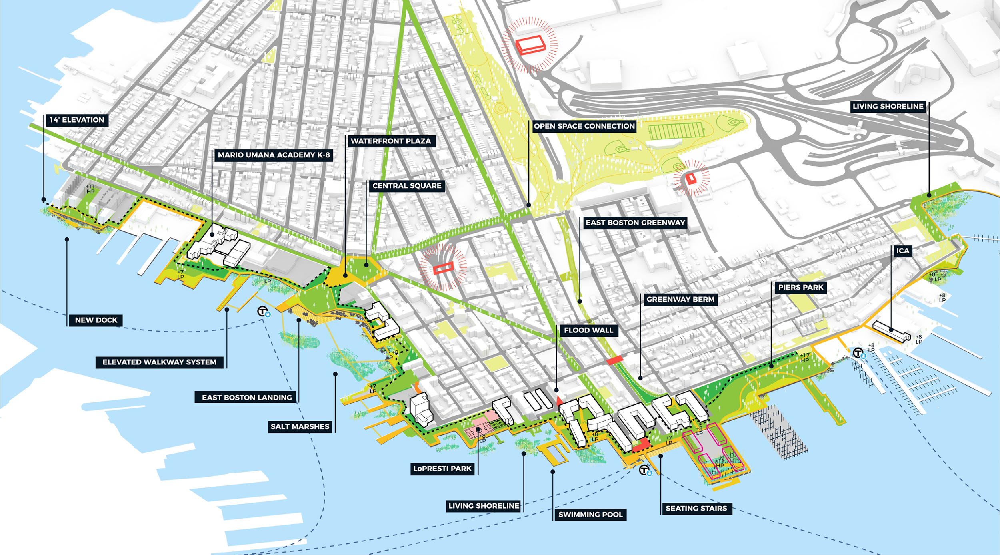 LIVING SHORELINE
14’ ELEVATION
OPEN SPACE CONNECTION
WATERFRONT PLAZA
MARIO UMANA ACADEMY K-8
CENTRAL SQUARE
+11
HP
EAST BOSTON GREENWAY
ICA
+7
LP
+7
LP
+0 - +9
LP
PIERS PARK
+8
LP
GREENWAY BERM
T
NEW DOCK
FLOOD WALL
+8
LP
+8
LP
T
+0 - +8
LP
+17
HP
ELEVATED WALKWAY SYSTEM
+7
LP
EAST BOSTON LANDING
SALT MARSHES
+8
LP
+8
LP
+8
LP
+7
LP
+11
HP
LoPRESTI PARK
T
LIVING SHORELINE
SEATING STAIRS
SWIMMING POOL